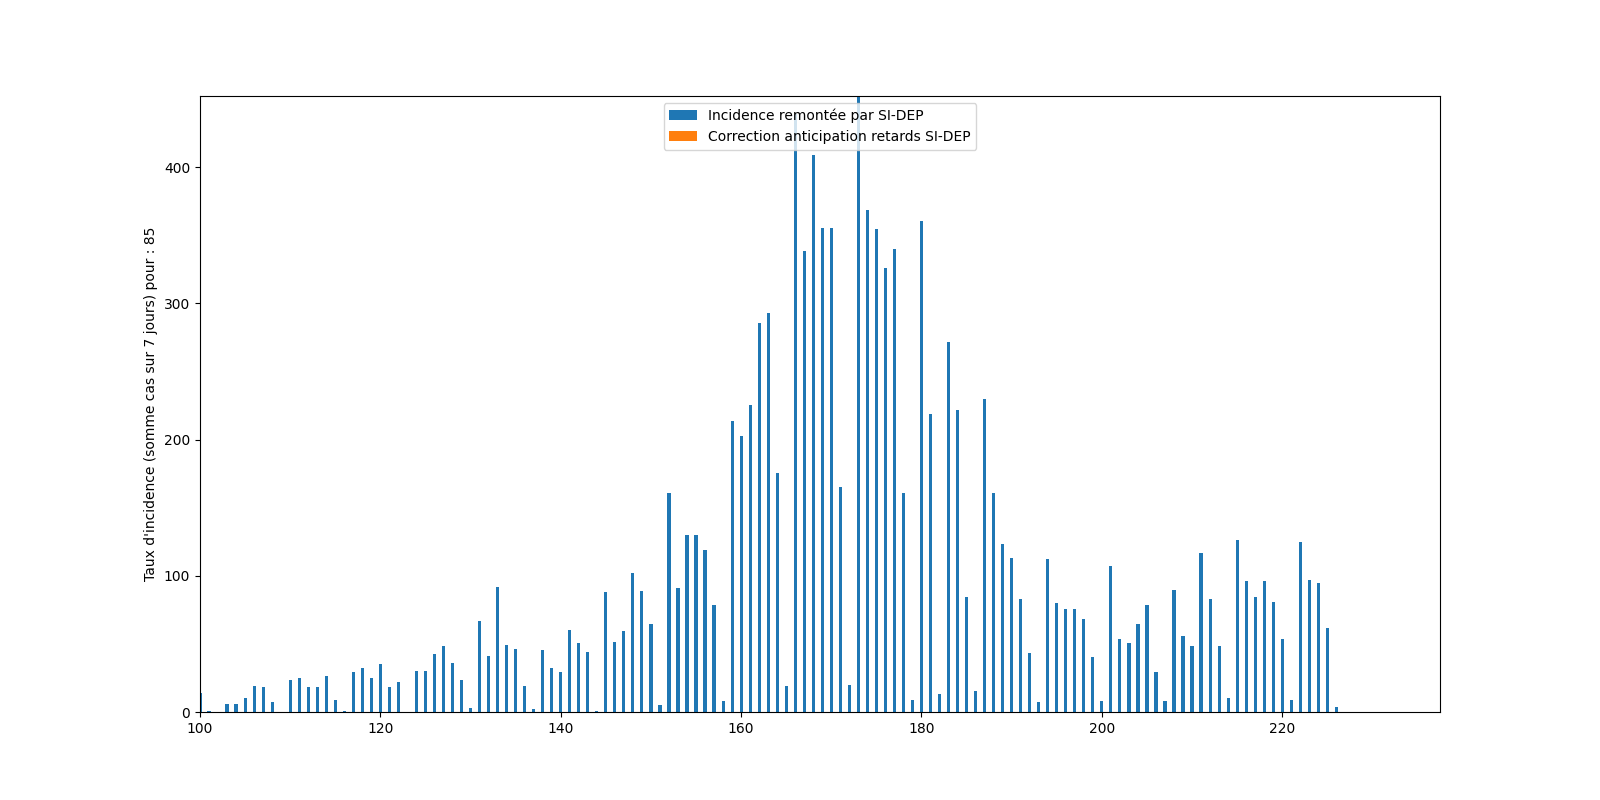 Incidence remontée par SI-DEP
Correction anticipation retards SI-DEP
Taux d'incidence (somme cas sur 7 jours) pour : 85
400
300
200
100
0
100 120 140 160 180 200 220